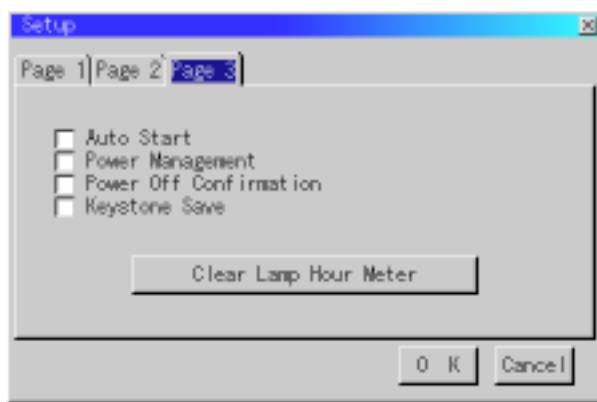 Setup
Page 1 Page 2 Page 3
Auto Start
Power Management
Power Off Confirmation
Keystone Save
Clear Lamp Hour Meter
O K Cancel